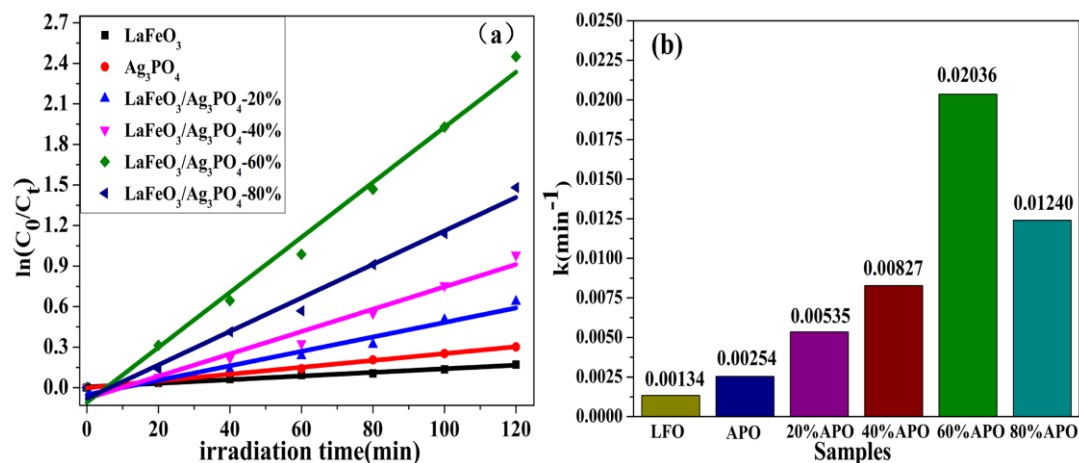 (a)
LaFeO3
Ag3PO4
LaFeO3/Ag3PO4-20%
LaFeO3/Ag3PO4-40%
LaFeO3/Ag3PO4-60%
LaFeO3/Ag3PO4-80%
2.7
2.4
2.1
1.8
1.5
1.2
0.9
0.6
0.3
0.0
ln(C0/Ct)
0 20 40 60 80 100 120
irradiation time(min)
(b)
0.0250
0.0225
0.0200
0.0175
0.0150
0.0125
0.0100
0.0075
0.0050
0.0025
0.0000
k(min⁻¹)
0.00134
0.00254
0.00535
0.00827
0.02036
0.01240
LFO APO 20%APO 40%APO 60%APO 80%APO
Samples